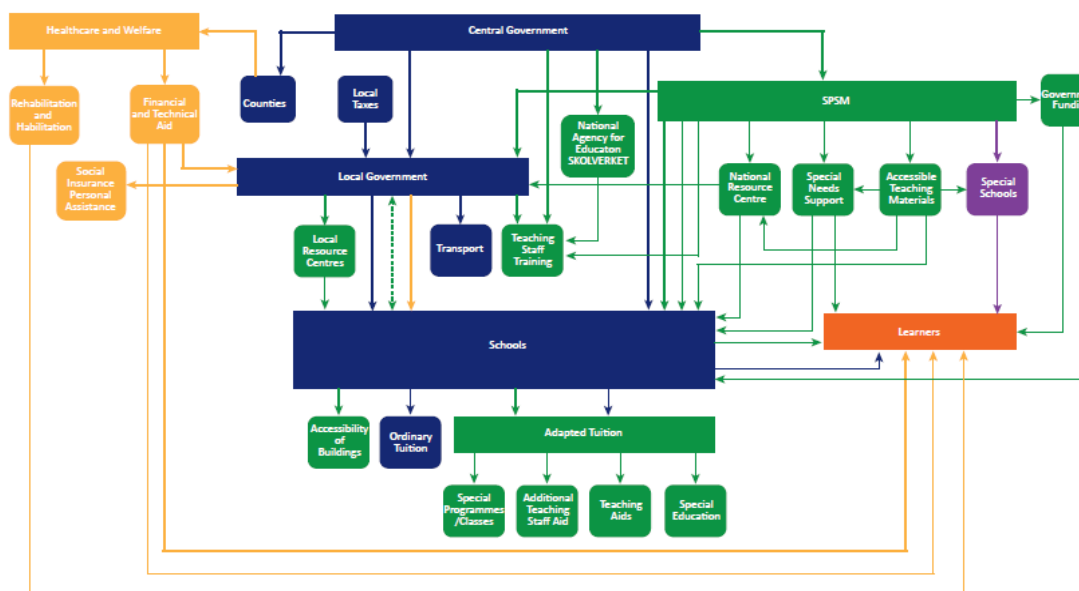 Healthcare and Welfare
Central Government
Rehabilitation
and
Habilitation
Financial
and Technical
Aid
Counties
Local
Taxes
National
Agency for
Educaton
SKOLVERKET
SPSM
Governm
Fundi
Social
Insurance
Personal
Assistance
Local Government
National
Resource
Centre
Special
Needs
Support
Accessible
Teaching
Materials
Special
Schools
Local
Resource
Centres
Transport
Teaching
Staff
Training
Schools
Learners
Accessibility
of
Buildings
Ordinary
Tuition
Adapted Tuition
Special
Programmes
/Classes
Additional
Teaching
Staff Aid
Teaching
Aids
Special
Education